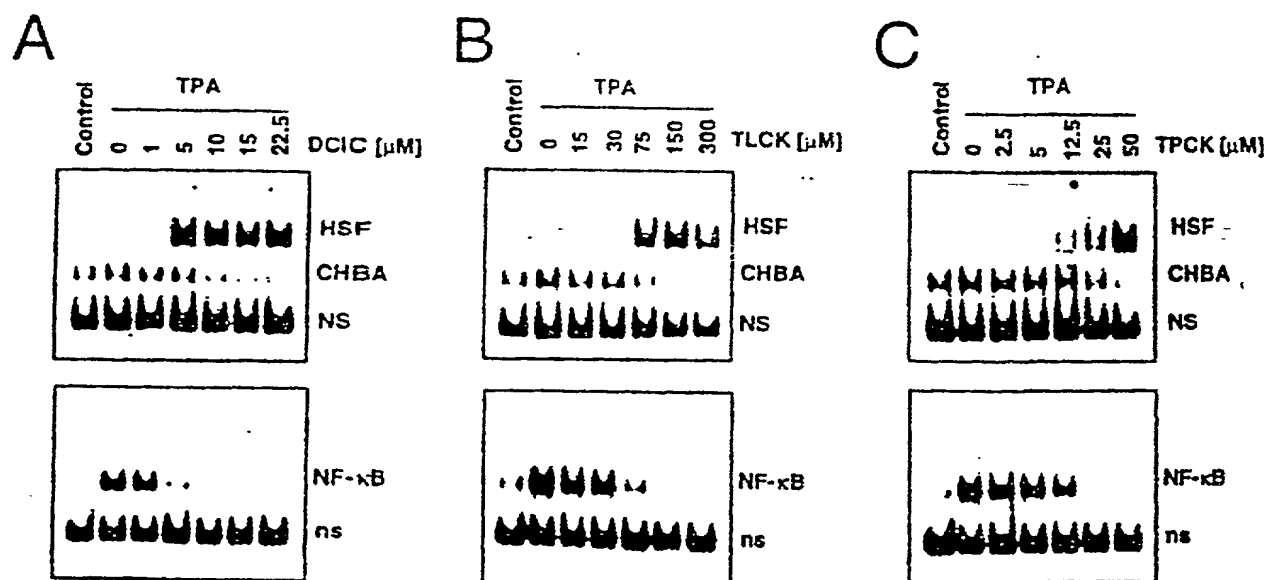 A
TPA
Control 0 1 5 10 15 22.5 DCIC [μM]
HSF
CHBA
NS
NF-κB
ns
B
TPA
Control 0 15 30 75 150 300 TLCK [μM]
HSF
CHBA
NS
NF-κB
ns
C
TPA
Control 0 2.5 5 12.5 25 50 TPCK [μM]
HSF
CHBA
NS
NF-κB
ns